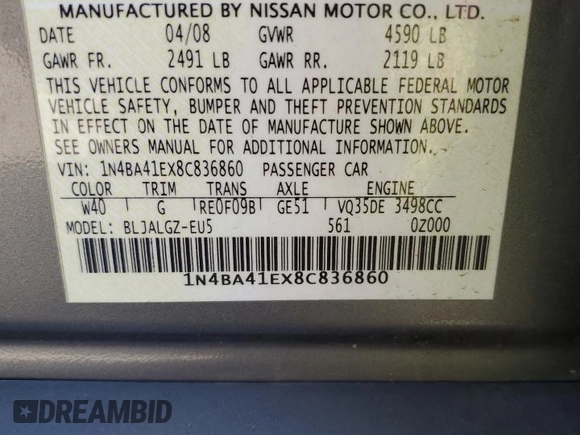 MANUFACTURED BY NISSAN MOTOR CO., LTD.
DATE 04/08 GVWR 4590 LB
GAWR FR. 2491 LB GAWR RR. 2119 LB
THIS VEHICLE CONFORMS TO ALL APPLICABLE FEDERAL MOTOR
VEHICLE SAFETY, BUMPER AND THEFT PREVENTION STANDARDS
IN EFFECT ON THE DATE OF MANUFACTURE SHOWN ABOVE.
SEE OWNERS MANUAL FOR ADDITIONAL INFORMATION.
VIN: 1N4BA41EX8C836860 PASSENGER CAR
COLOR TRIM TRANS AXLE ENGINE
W40 G RE0F09B GE51 VQ35DE 3498CC
MODEL: BLJALGZ-EU5 561 0Z000
1N4BA41EX8C836860
DREAMBID